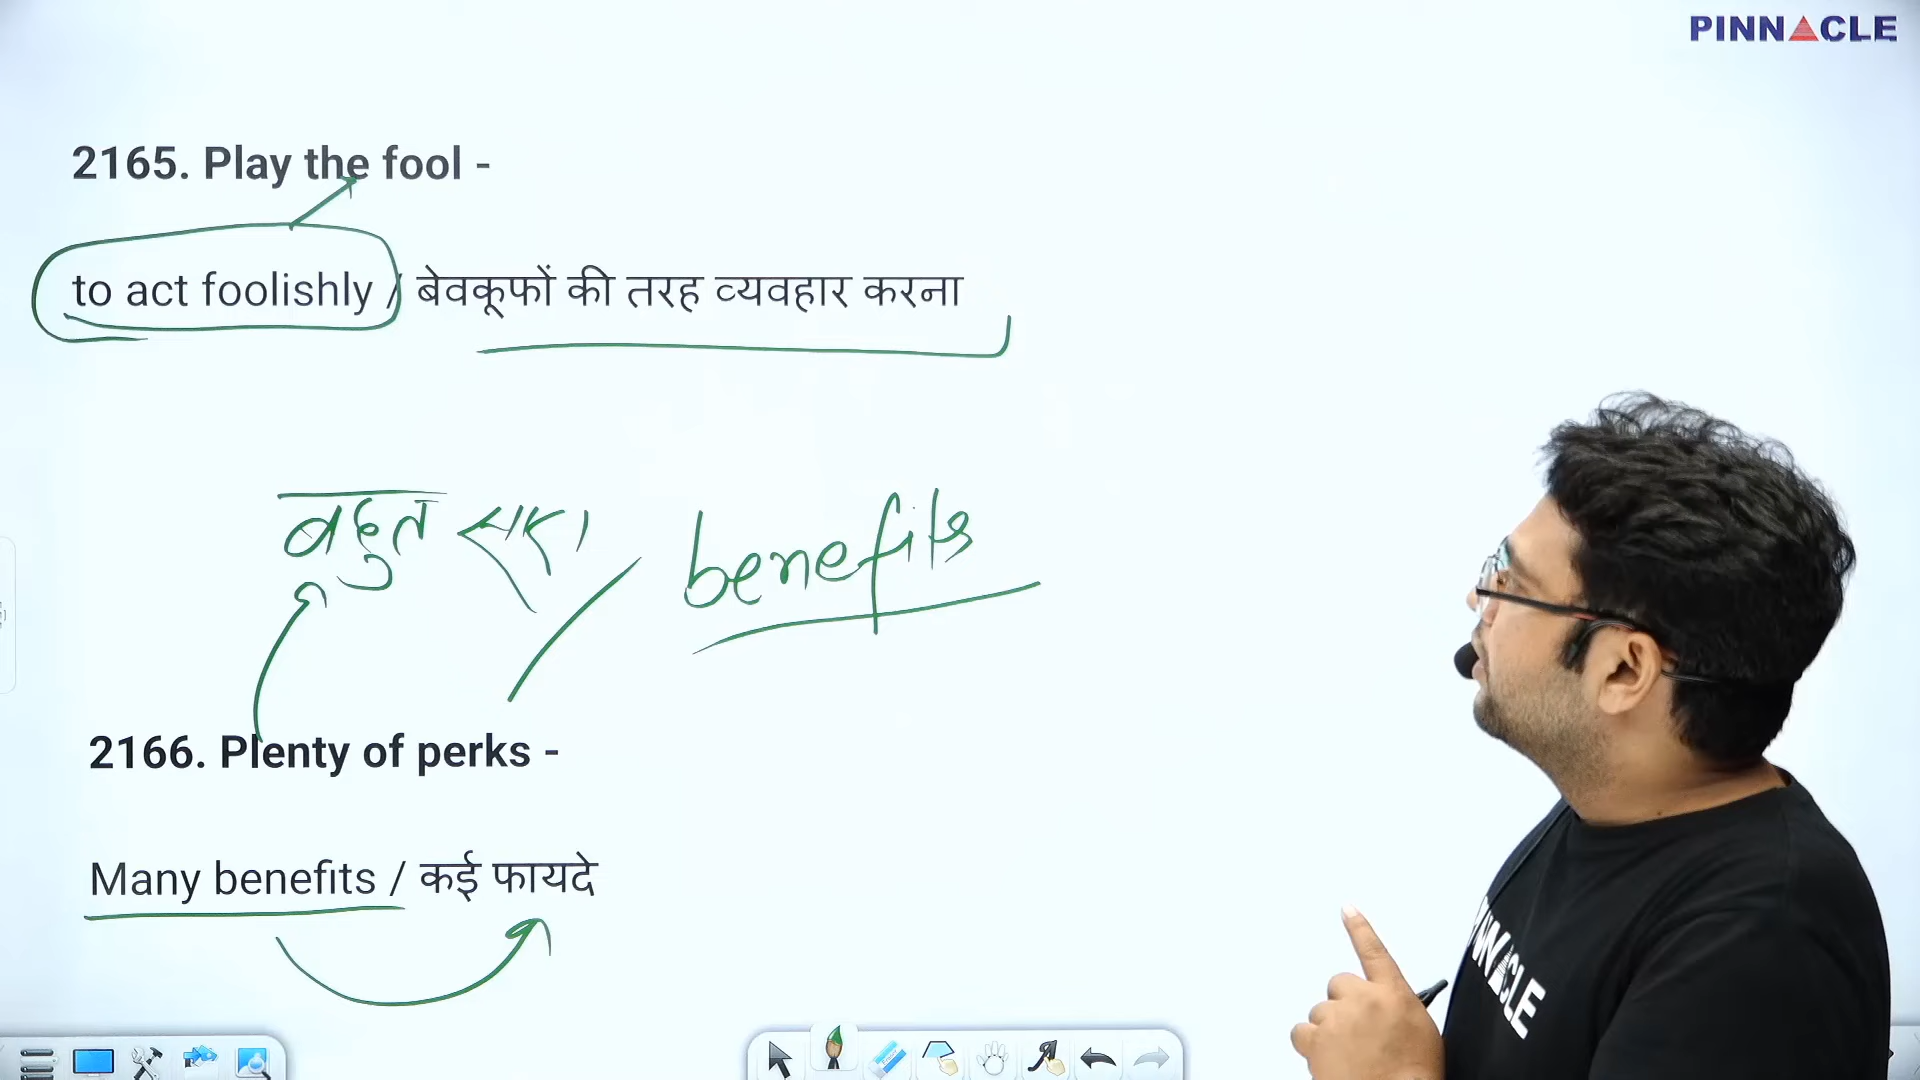 PINNACLE
2165. Play the fool -
to act foolishly / बेवकूफों की तरह व्यवहार करना
बहुत benefits
2166. Plenty of perks -
Many benefits / कई फायदे
PINNACLE